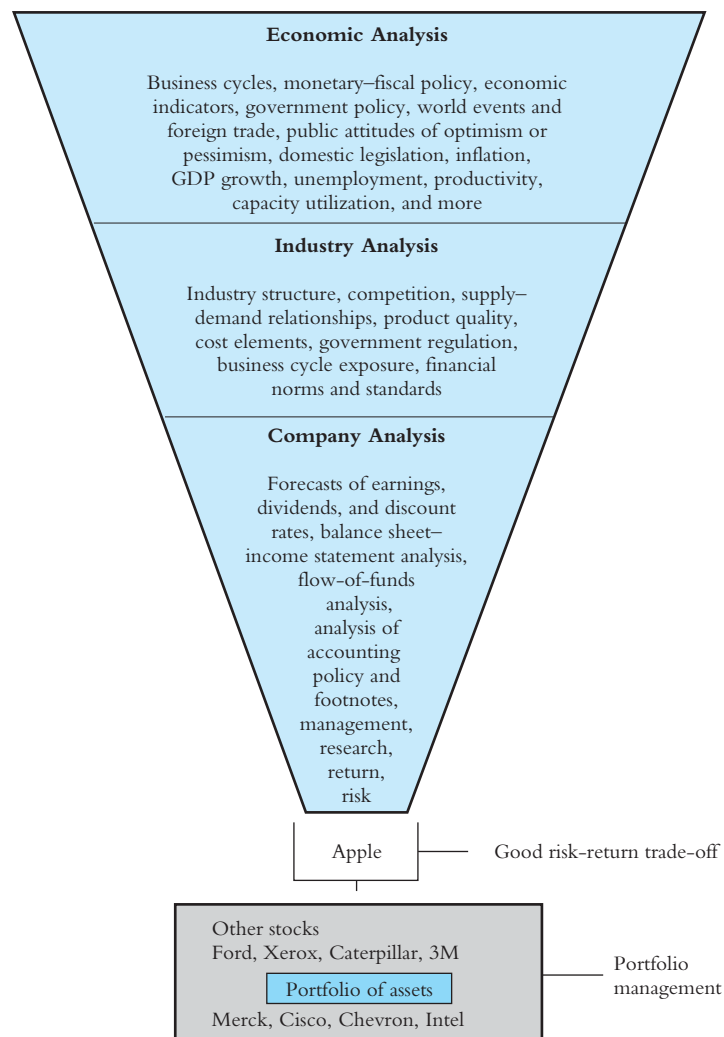 Economic Analysis
Business cycles, monetary–fiscal policy, economic
indicators, government policy, world events and
foreign trade, public attitudes of optimism or
pessimism, domestic legislation, inflation,
GDP growth, unemployment, productivity,
capacity utilization, and more
Industry Analysis
Industry structure, competition, supply–
demand relationships, product quality,
cost elements, government regulation,
business cycle exposure, financial
norms and standards
Company Analysis
Forecasts of earnings,
dividends, and discount
rates, balance sheet–
income statement analysis,
flow-of-funds
analysis,
analysis of
accounting
policy and
footnotes,
management,
research,
return,
risk
Apple
Good risk-return trade-off
Other stocks
Ford, Xerox, Caterpillar, 3M
Portfolio of assets
Merck, Cisco, Chevron, Intel
Portfolio
management